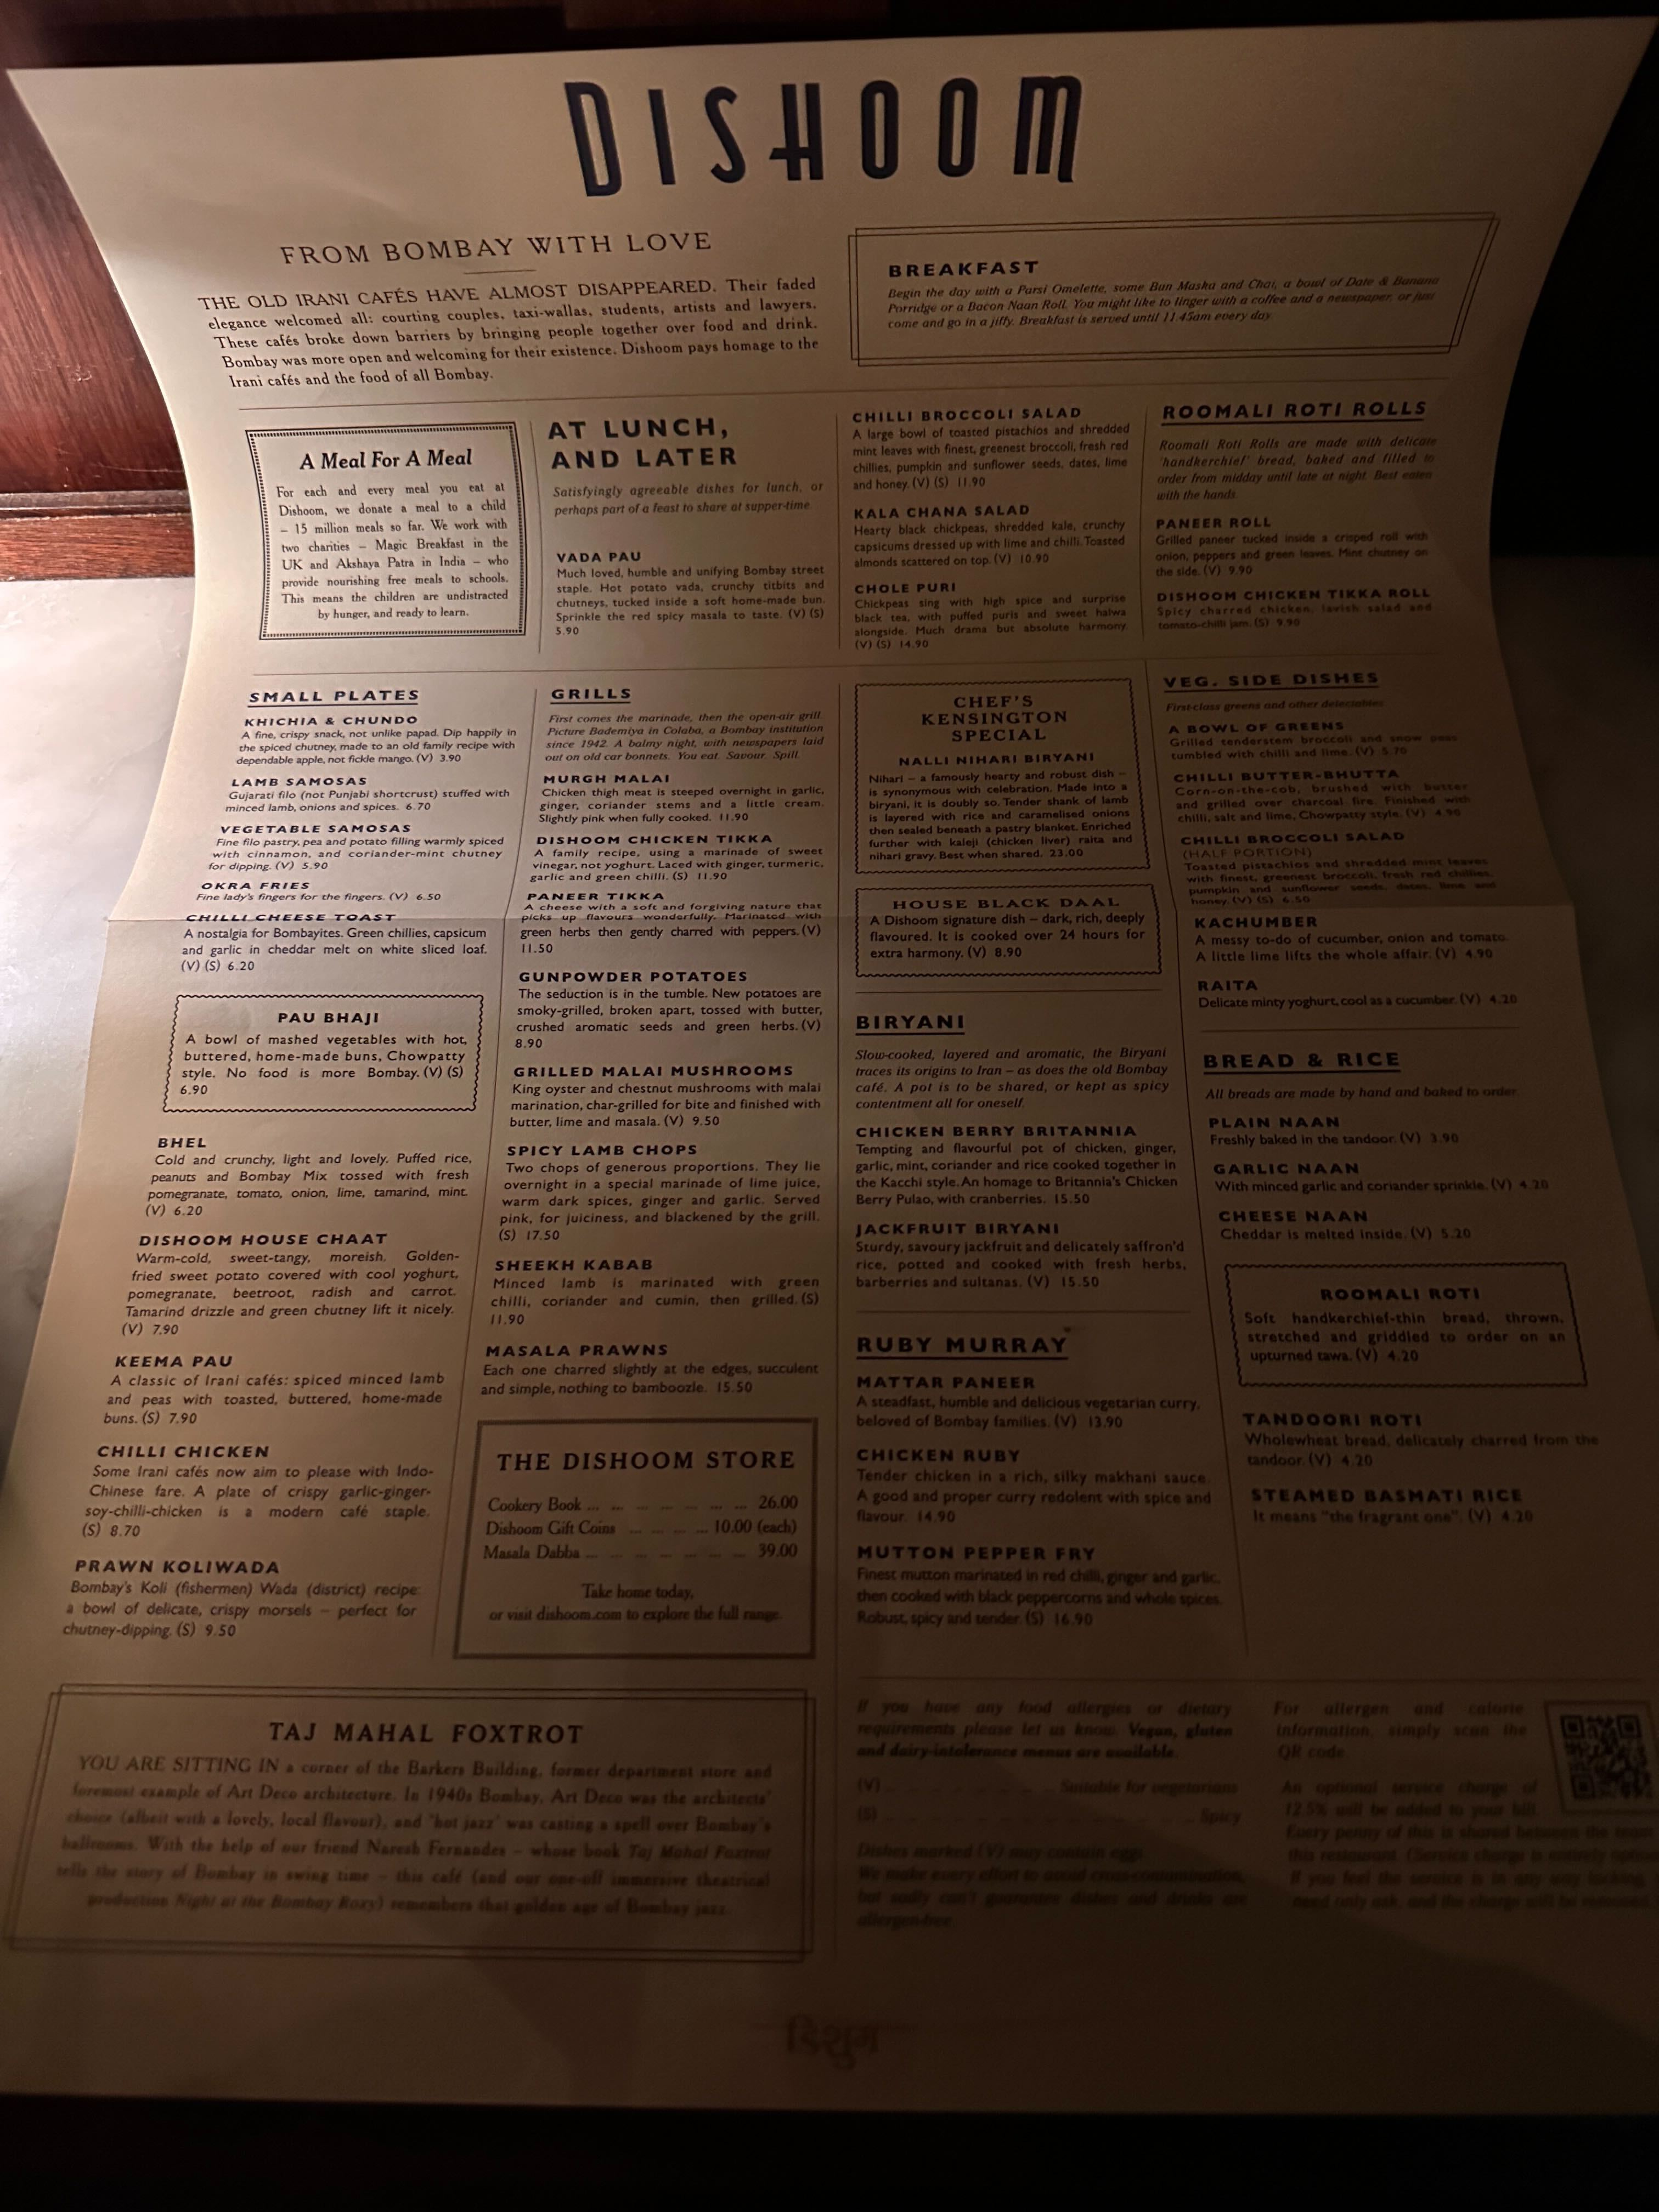 DISHOOM
FROM BOMBAY WITH LOVE
THE OLD IRANI CAFÉS HAVE ALMOST DISAPPEARED. Their faded
elegance welcomed all: courting couples, taxi-wallas, students, artists and lawyers.
These cafés broke down barriers by bringing people together over food and drink.
Bombay was more open and welcoming for their existence. Dishoom pays homage to the
Irani cafés and the food of all Bombay.
BREAKFAST
Begin the day with a Parsi Omelette, some Bun Maska and Chai, a bowl of Date & Banana
Porridge or a Bacon Naan Roll. You might like to linger with a coffee and a newspaper, or just
come and go in a jiffy. Breakfast is served until 11.45am every day.
A Meal For A Meal
For each and every meal you eat at
Dishoom, we donate a meal to a child
– 15 million meals so far. We work with
two charities – Magic Breakfast in the
UK and Akshaya Patra in India – who
provide nourishing free meals to schools.
This means the children are undistracted
by hunger, and ready to learn.
AT LUNCH,
AND LATER
Satisfyingly agreeable dishes for lunch, or
perhaps part of a feast to share at supper-time.
VADA PAU
Much loved, humble and unifying Bombay street
staple. Hot potato vada, crunchy titbits and
chutneys, tucked inside a soft home-made bun.
Sprinkle the red spicy masala to taste. (V) (S)
5.90
CHILLI BROCCOLI SALAD
A large bowl of toasted pistachios and shredded
mint leaves with finest, greenest broccoli, fresh red
chillies, pumpkin and sunflower seeds, dates, lime
and honey. (V) (S) 11.90
KALA CHANA SALAD
Hearty black chickpeas, shredded kale, crunchy
capsicums dressed up with lime and chilli. Toasted
almonds scattered on top. (V) 10.90
CHOLE PURI
Chickpeas sing with high spice and surprise
black tea, with puffed puris and sweet halwa
alongside. Much drama but absolute harmony.
(V) (S) 14.90
ROOMALI ROTI ROLLS
Roomali Roti Rolls are made with delicate
'handkerchief' bread, baked and filled to
order from midday until late at night. Best eaten
with the hands.
PANEER ROLL
Grilled paneer tucked inside a crisped roll with
onion, peppers and green leaves. Mint chutney on
the side. (V) 9.90
DISHOOM CHICKEN TIKKA ROLL
Spicy charred chicken, lavish salad and
tomato-chilli jam. (S) 9.90
SMALL PLATES
KHICHIA & CHUNDO
A fine, crispy snack, not unlike papad. Dip happily in
the spiced chutney, made to an old family recipe with
dependable apple, not fickle mango. (V) 3.90
LAMB SAMOSAS
Gujarati filo (not Punjabi shortcrust) stuffed with
minced lamb, onions and spices. 6.70
VEGETABLE SAMOSAS
Fine filo pastry, pea and potato filling warmly spiced
with cinnamon, and coriander-mint chutney
for dipping. (V) 5.90
OKRA FRIES
Fine lady's fingers for the fingers. (V) 6.50
CHILLI CHEESE TOAST
A nostalgia for Bombayites. Green chillies, capsicum
and garlic in cheddar melt on white sliced loaf.
(V) (S) 6.20
PAU BHAJI
A bowl of mashed vegetables with hot,
buttered, home-made buns, Chowpatty
style. No food is more Bombay. (V) (S)
6.90
BHEL
Cold and crunchy, light and lovely. Puffed rice,
peanuts and Bombay Mix tossed with fresh
pomegranate, tomato, onion, lime, tamarind, mint.
(V) 6.20
DISHOOM HOUSE CHAAT
Warm-cold, sweet-tangy, moreish. Golden-
fried sweet potato covered with cool yoghurt,
pomegranate, beetroot, radish and carrot.
Tamarind drizzle and green chutney lift it nicely.
(V) 7.90
KEEMA PAU
A classic of Irani cafés: spiced minced lamb
and peas with toasted, buttered, home-made
buns. (S) 7.90
CHILLI CHICKEN
Some Irani cafés now aim to please with Indo-
Chinese fare. A plate of crispy garlic-ginger-
soy-chilli-chicken is a modern café staple.
(S) 8.70
PRAWN KOLIWADA
Bombay's Koli (fishermen) Wada (district) recipe:
a bowl of delicate, crispy morsels – perfect for
chutney-dipping. (S) 9.50
GRILLS
First comes the marinade, then the open-air grill.
Picture Bademiya in Colaba, a Bombay institution
since 1942. A balmy night, with newspapers laid
out on old car bonnets. You eat. Savour. Spill.
MURGH MALAI
Chicken thigh meat is steeped overnight in garlic,
ginger, coriander stems and a little cream.
Slightly pink when fully cooked. 11.90
DISHOOM CHICKEN TIKKA
A family recipe, using a marinade of sweet
vinegar, not yoghurt. Laced with ginger, turmeric,
garlic and green chilli. (S) 11.90
PANEER TIKKA
A cheese with a soft and forgiving nature that
picks up flavours wonderfully. Marinated with
green herbs then gently charred with peppers. (V)
11.50
GUNPOWDER POTATOES
The seduction is in the tumble. New potatoes are
smoky-grilled, broken apart, tossed with butter,
crushed aromatic seeds and green herbs. (V)
8.90
GRILLED MALAI MUSHROOMS
King oyster and chestnut mushrooms with malai
marination, char-grilled for bite and finished with
butter, lime and masala. (V) 9.50
SPICY LAMB CHOPS
Two chops of generous proportions. They lie
overnight in a special marinade of lime juice,
warm dark spices, ginger and garlic. Served
pink, for juiciness, and blackened by the grill.
(S) 17.50
SHEEKH KABAB
Minced lamb is marinated with green
chilli, coriander and cumin, then grilled. (S)
11.90
MASALA PRAWNS
Each one charred slightly at the edges, succulent
and simple, nothing to bamboozle. 15.50
THE DISHOOM STORE
Cookery Book ... ... ... ... ... ... ... 26.00
Dishoom Gift Coins ... ... ... ... 10.00 (each)
Masala Dabba ... ... ... ... ... ... ... 39.00
Take home today,
or visit dishoom.com to explore the full range.
CHEF'S
KENSINGTON
SPECIAL
NALLI NIHARI BIRYANI
Nihari – a famously hearty and robust dish –
is synonymous with celebration. Made into a
biryani, it is doubly so. Tender shank of lamb
is layered with rice and caramelised onions
then sealed beneath a pastry blanket. Enriched
further with kaleji (chicken liver) raita and
nihari gravy. Best when shared. 23.00
HOUSE BLACK DAAL
A Dishoom signature dish – dark, rich, deeply
flavoured. It is cooked over 24 hours for
extra harmony. (V) 8.90
BIRYANI
Slow-cooked, layered and aromatic, the Biryani
traces its origins to Iran – as does the old Bombay
café. A pot is to be shared, or kept as spicy
contentment all for oneself.
CHICKEN BERRY BRITANNIA
Tempting and flavourful pot of chicken, ginger,
garlic, mint, coriander and rice cooked together in
the Kacchi style. An homage to Britannia's Chicken
Berry Pulao, with cranberries. 15.50
JACKFRUIT BIRYANI
Sturdy, savoury jackfruit and delicately saffron'd
rice, potted and cooked with fresh herbs,
barberries and sultanas. (V) 15.50
RUBY MURRAY
MATTAR PANEER
A steadfast, humble and delicious vegetarian curry,
beloved of Bombay families. (V) 13.90
CHICKEN RUBY
Tender chicken in a rich, silky makhani sauce.
A good and proper curry redolent with spice and
flavour. 14.90
MUTTON PEPPER FRY
Finest mutton marinated in red chilli, ginger and garlic,
then cooked with black peppercorns and whole spices.
Robust, spicy and tender. (S) 16.90
VEG. SIDE DISHES
First-class greens and other delectables.
A BOWL OF GREENS
Grilled tenderstem broccoli and snow peas
tumbled with chilli and lime. (V) 5.70
CHILLI BUTTER-BHUTTA
Corn-on-the-cob, brushed with butter
and grilled over charcoal fire. Finished with
chilli, salt and lime, Chowpatty style. (V) 4.90
CHILLI BROCCOLI SALAD
(HALF PORTION)
Toasted pistachios and shredded mint leaves
with finest, greenest broccoli, fresh red chillies,
pumpkin and sunflower seeds, dates, lime and
honey. (V) (S) 6.50
KACHUMBER
A messy to-do of cucumber, onion and tomato.
A little lime lifts the whole affair. (V) 4.90
RAITA
Delicate minty yoghurt, cool as a cucumber. (V) 4.20
BREAD & RICE
All breads are made by hand and baked to order.
PLAIN NAAN
Freshly baked in the tandoor. (V) 3.90
GARLIC NAAN
With minced garlic and coriander sprinkle. (V) 4.20
CHEESE NAAN
Cheddar is melted inside. (V) 5.20
ROOMALI ROTI
Soft handkerchief-thin bread, thrown,
stretched and griddled to order on an
upturned tawa. (V) 4.20
TANDOORI ROTI
Wholewheat bread, delicately charred from the
tandoor. (V) 4.20
STEAMED BASMATI RICE
It means "the fragrant one". (V) 4.20
TAJ MAHAL FOXTROT
YOU ARE SITTING IN a corner of the Barkers Building, former department store and
foremost example of Art Deco architecture. In 1940s Bombay, Art Deco was the architects'
choice (albeit with a lovely, local flavour), and 'hot jazz' was casting a spell over Bombay's
ballrooms. With the help of our friend Naresh Fernandes – whose book Taj Mahal Foxtrot
tells the story of Bombay in swing time – this café (and our one-off immersive theatrical
production Night at the Bombay Roxy) remembers that golden age of Bombay jazz.
If you have any food allergies or dietary
requirements please let us know. Vegan, gluten
and dairy-intolerance menus are available.
(V) Suitable for vegetarians
(S) Spicy
Dishes marked (V) may contain egg.
We make every effort to avoid cross-contamination,
but sadly can't guarantee dishes and drinks are
allergen-free.
For allergen and calorie
information, simply scan the
QR code.
An optional service charge of
12.5% will be added to your bill.
Every penny of this is shared between the team
this restaurant. (Service charge is entirely
If you feel the service is in any way lacking,
need only ask, and the charge will be removed.
डिशूम